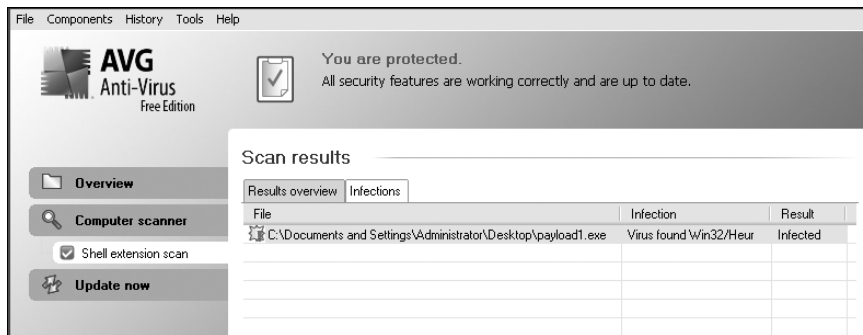 File Components History Tools Help
AVG
Anti-Virus
Free Edition
You are protected.
All security features are working correctly and are up to date.
Scan results
Overview
Computer scanner
Shell extension scan
Update now
Results overview Infections
File Infection Result
C:\Documents and Settings\Administrator\Desktop\payload1.exe Virus found Win32/Heur Infected